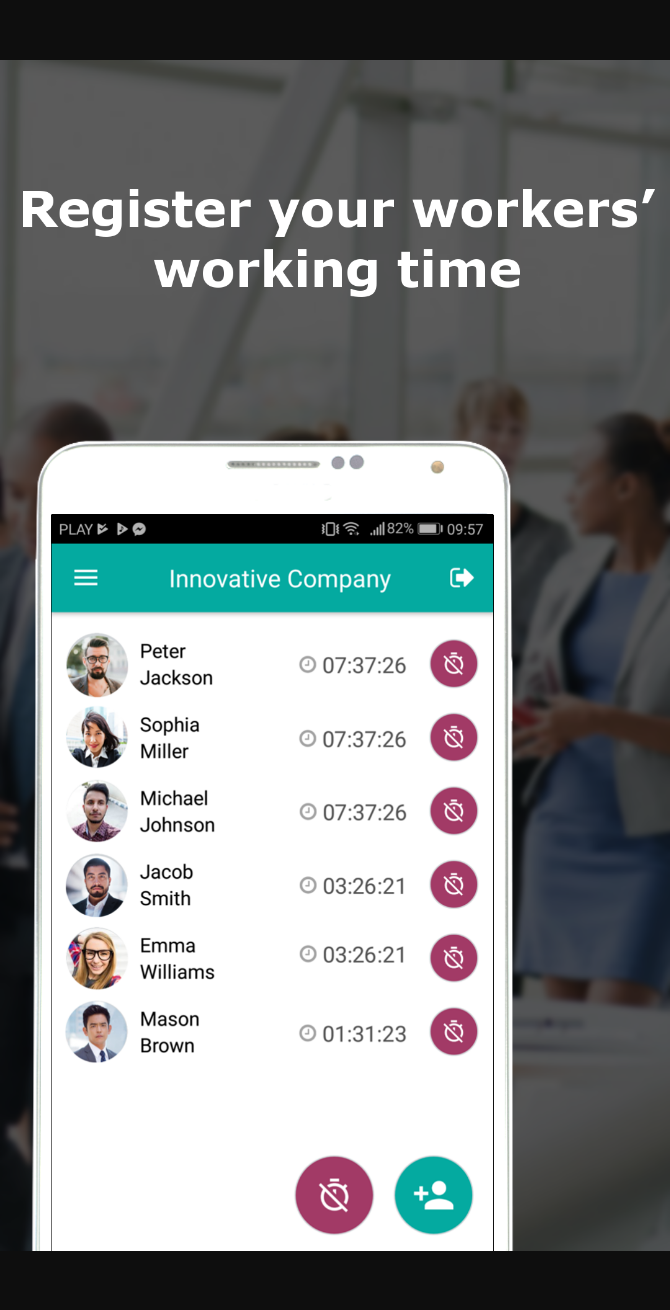 Register your workers’
working time
PLAY 82% 09:57
Innovative Company
Peter
Jackson
07:37:26
Sophia
Miller
07:37:26
Michael
Johnson
07:37:26
Jacob
Smith
03:26:21
Emma
Williams
03:26:21
Mason
Brown
01:31:23